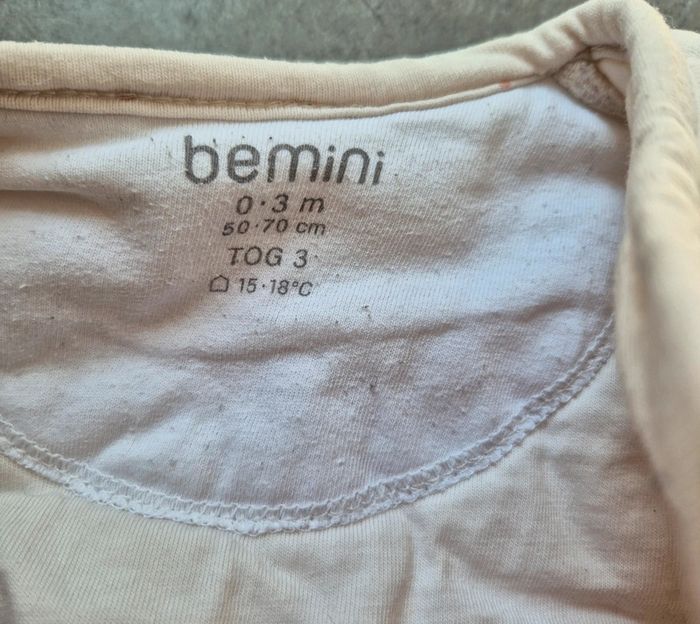 bemini
0·3 m
50·70 cm
TOG 3
15·18°C